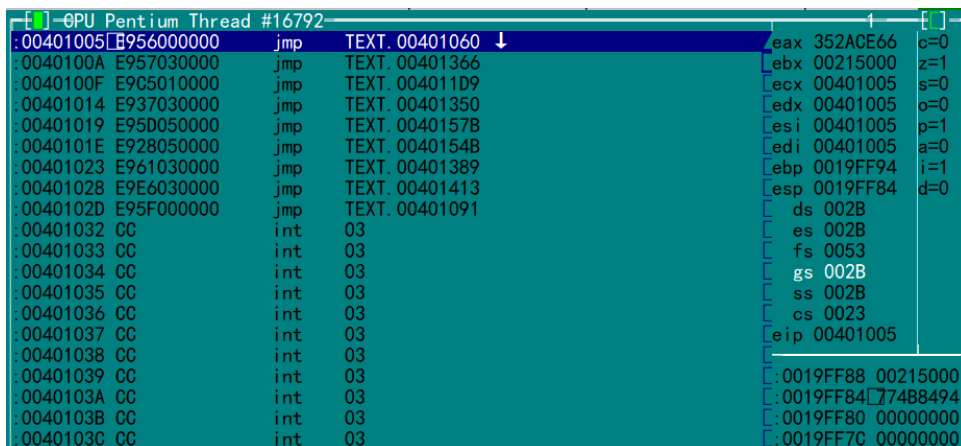 [ ]-CPU Pentium Thread #16792 1 [ ]
:00401005 E956000000 jmp TEXT.00401060 ↓ eax 352ACE66 c=0
:0040100A E957030000 jmp TEXT.00401366 ebx 00215000 z=1
:0040100F E9C5010000 jmp TEXT.004011D9 ecx 00401005 s=0
:00401014 E937030000 jmp TEXT.00401350 edx 00401005 o=0
:00401019 E95D050000 jmp TEXT.0040157B esi 00401005 p=1
:0040101E E928050000 jmp TEXT.0040154B edi 00401005 a=0
:00401023 E961030000 jmp TEXT.00401389 ebp 0019FF94 i=1
:00401028 E9E6030000 jmp TEXT.00401413 esp 0019FF84 d=0
:0040102D E95F000000 jmp TEXT.00401091 ds 002B
:00401032 CC int 03 es 002B
:00401033 CC int 03 fs 0053
:00401034 CC int 03 gs 002B
:00401035 CC int 03 ss 002B
:00401036 CC int 03 cs 0023
:00401037 CC int 03 eip 00401005
:00401038 CC int 03
:00401039 CC int 03 :0019FF88 00215000
:0040103A CC int 03 :0019FF84 774B8494
:0040103B CC int 03 :0019FF80 00000000
:0040103C CC int 03 :0019FF7C 00000000